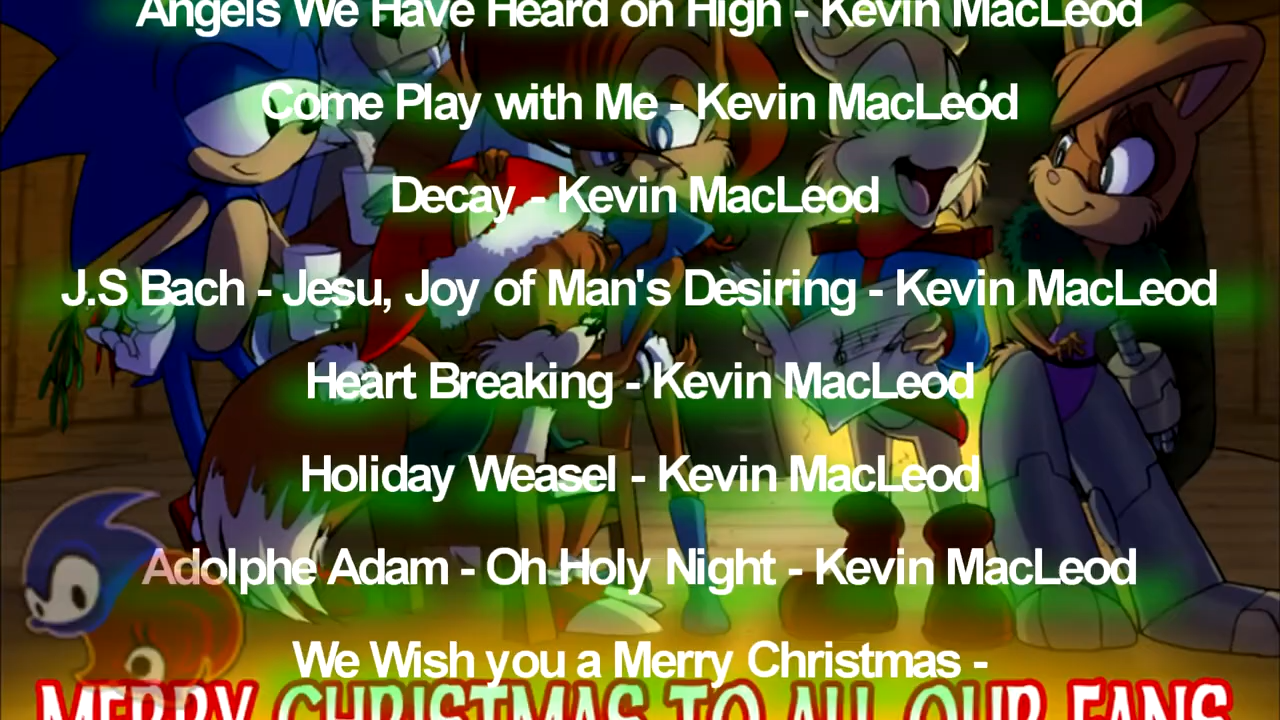 Angels We Have Heard on High - Kevin MacLeod
Come Play with Me - Kevin MacLeod
Decay - Kevin MacLeod
J.S Bach - Jesu, Joy of Man's Desiring - Kevin MacLeod
Heart Breaking - Kevin MacLeod
Holiday Weasel - Kevin MacLeod
Adolphe Adam - Oh Holy Night - Kevin MacLeod
We Wish you a Merry Christmas -
MERRY CHRISTMAS TO ALL OUR FANS